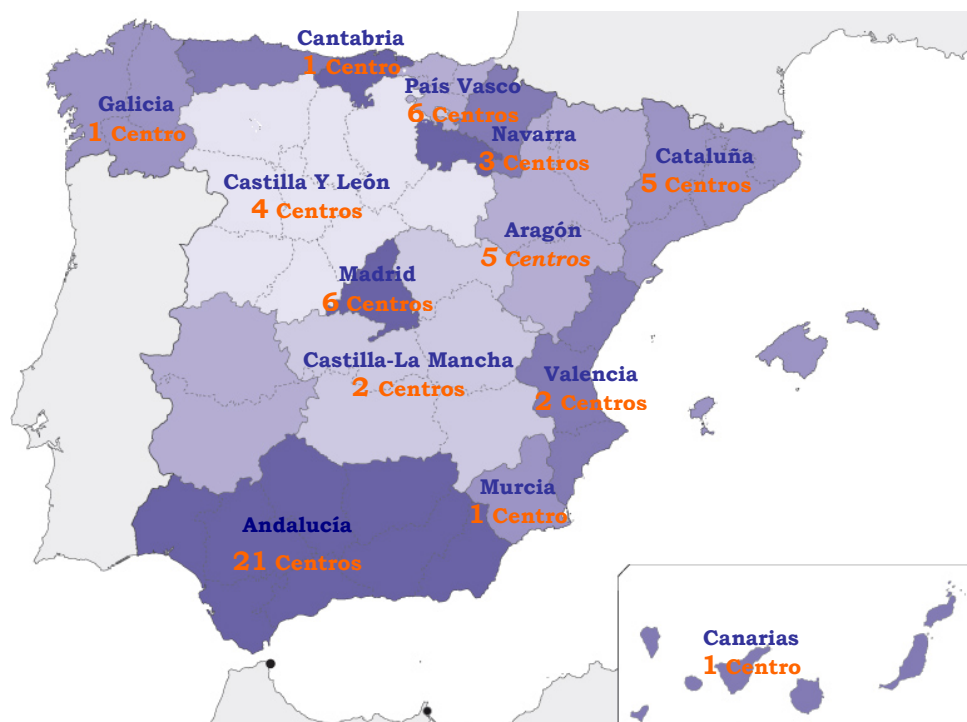 Cantabria
1 Centro
País Vasco
6 Centros
Galicia
1 Centro
Navarra
3 Centros
Cataluña
5 Centros
Castilla Y León
4 Centros
Aragón
5 Centros
Madrid
6 Centros
Castilla-La Mancha
2 Centros
Valencia
2 Centros
Murcia
1 Centro
Andalucía
21 Centros
Canarias
1 Centro